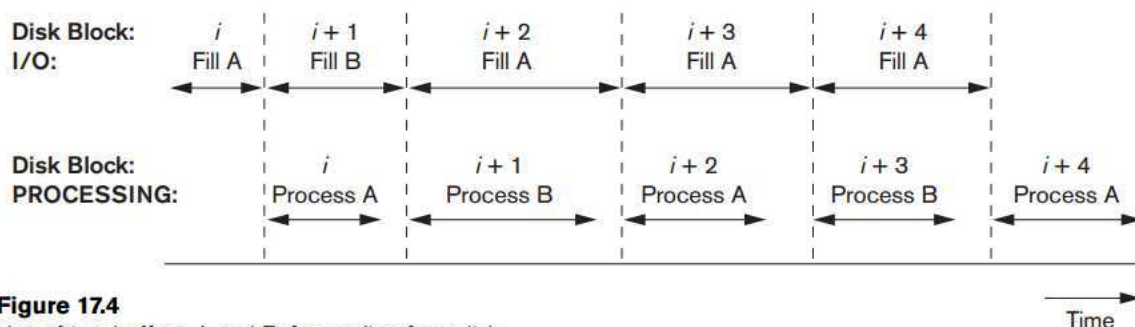 Disk Block: i i + 1 i + 2 i + 3 i + 4
I/O: Fill A Fill B Fill A Fill A Fill A
Disk Block: i i + 1 i + 2 i + 3 i + 4
PROCESSING: Process A Process B Process A Process B Process A
Figure 17.4
Time